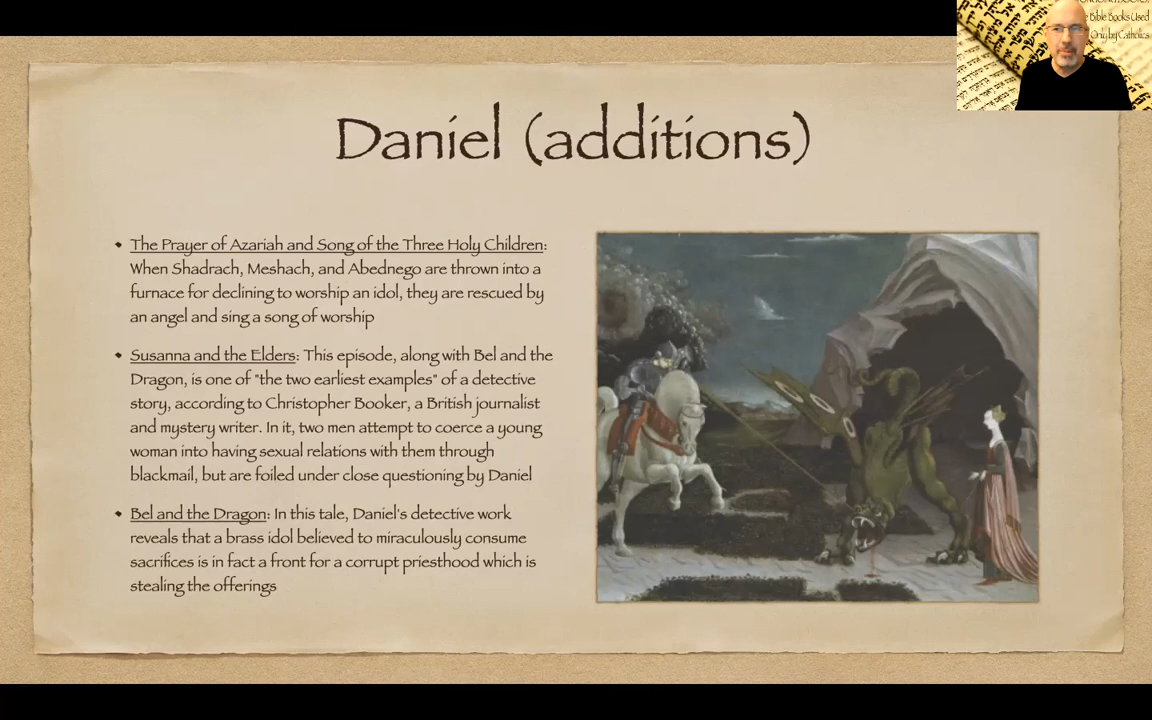 e Bible Books Used
Only by Catholics
Daniel (additions)
• The Prayer of Azariah and Song of the Three Holy Children:
When Shadrach, Meshach, and Abednego are thrown into a
furnace for declining to worship an idol, they are rescued by
an angel and sing a song of worship
• Susanna and the Elders: This episode, along with Bel and the
Dragon, is one of "the two earliest examples" of a detective
story, according to Christopher Booker, a British journalist
and mystery writer. In it, two men attempt to coerce a young
woman into having sexual relations with them through
blackmail, but are foiled under close questioning by Daniel
• Bel and the Dragon: In this tale, Daniel's detective work
reveals that a brass idol believed to miraculously consume
sacrifices is in fact a front for a corrupt priesthood which is
stealing the offerings